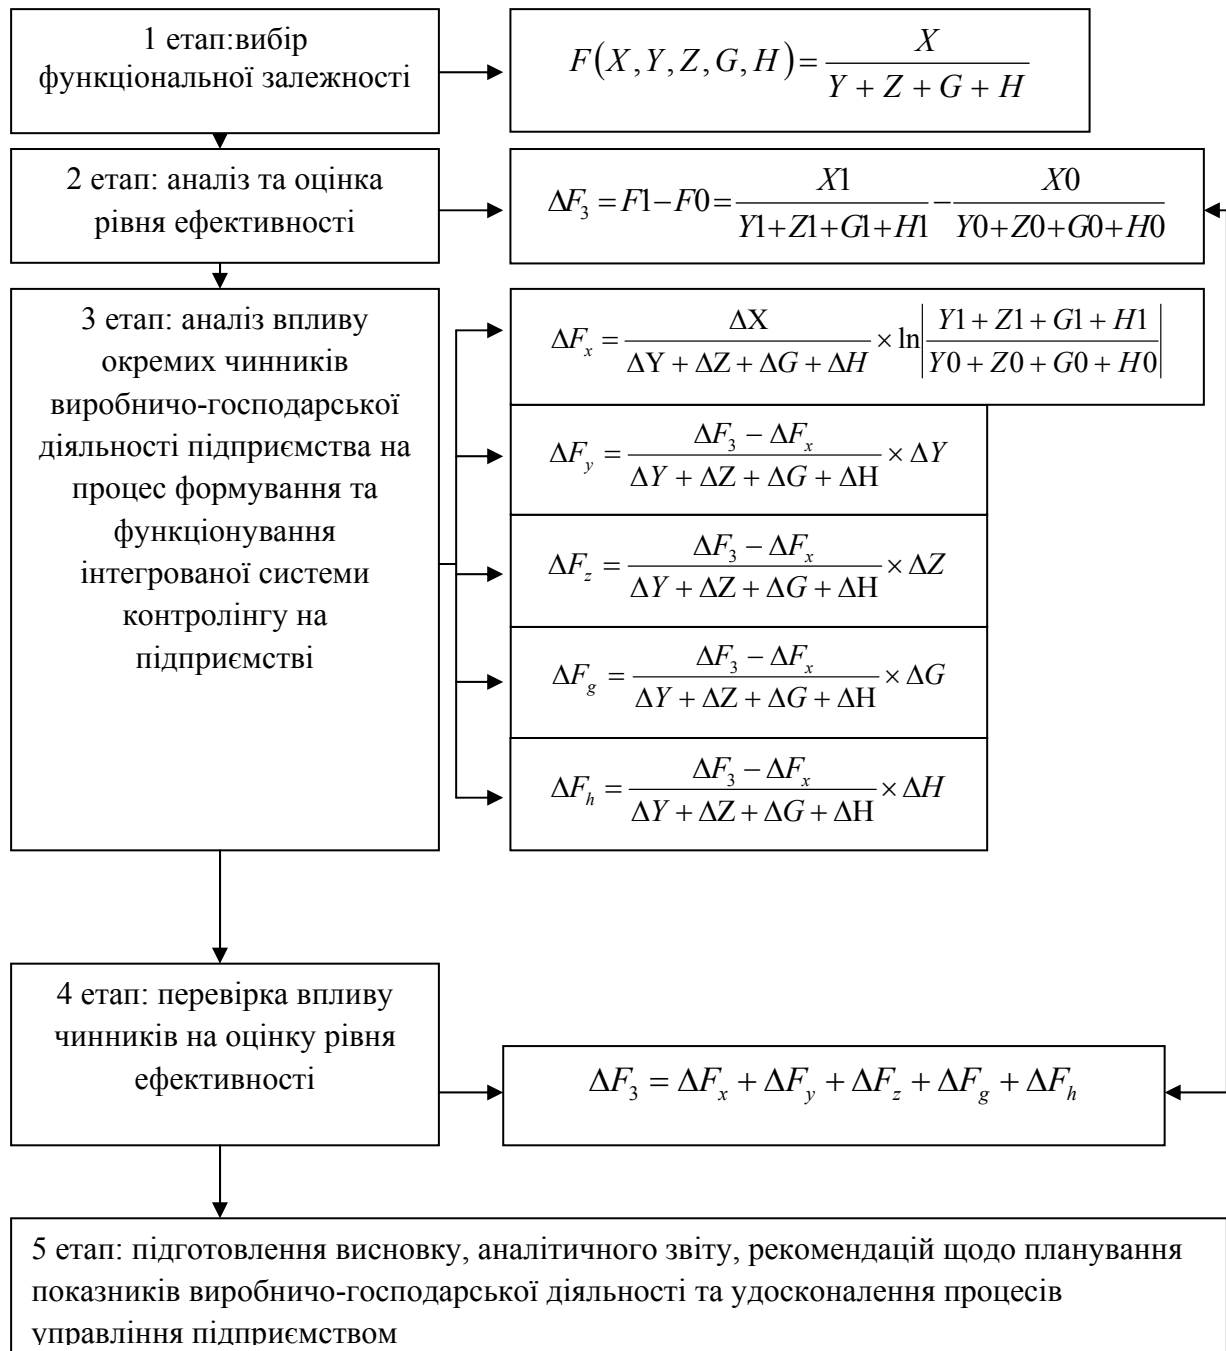 1 етап:вибір
функціональної залежності
F(X,Y,Z,G,H)= X / (Y+Z+G+H)
2 етап: аналіз та оцінка
рівня ефективності
ΔF₃ = F1−F0 = X1 / (Y1+Z1+G1+H1) − X0 / (Y0+Z0+G0+H0)
3 етап: аналіз впливу
окремих чинників
виробничо-господарської
діяльності підприємства на
процес формування та
функціонування
інтегрованої системи
контролінгу на
підприємстві
ΔFₓ = ΔX / (ΔY + ΔZ + ΔG + ΔH) × ln|(Y1+Z1+G1+H1) / (Y0+Z0+G0+H0)|
ΔF_y = (ΔF₃ − ΔFₓ) / (ΔY + ΔZ + ΔG + ΔH) × ΔY
ΔF_z = (ΔF₃ − ΔFₓ) / (ΔY + ΔZ + ΔG + ΔH) × ΔZ
ΔF_g = (ΔF₃ − ΔFₓ) / (ΔY + ΔZ + ΔG + ΔH) × ΔG
ΔF_h = (ΔF₃ − ΔFₓ) / (ΔY + ΔZ + ΔG + ΔH) × ΔH
4 етап: перевірка впливу
чинників на оцінку рівня
ефективності
ΔF₃ = ΔFₓ + ΔF_y + ΔF_z + ΔF_g + ΔF_h
5 етап: підготовлення висновку, аналітичного звіту, рекомендацій щодо планування
показників виробничо-господарської діяльності та удосконалення процесів
управління підприємством